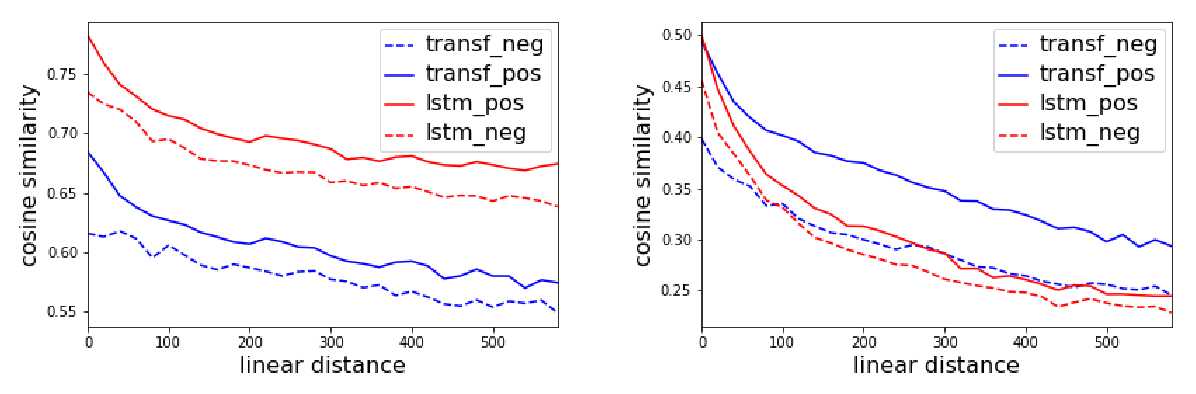 cosine similarity
0.75
0.70
0.65
0.60
0.55
transf_neg
transf_pos
lstm_pos
lstm_neg
0 100 200 300 400 500
linear distance
cosine similarity
0.50
0.45
0.40
0.35
0.30
0.25
transf_neg
transf_pos
lstm_pos
lstm_neg
0 100 200 300 400 500
linear distance